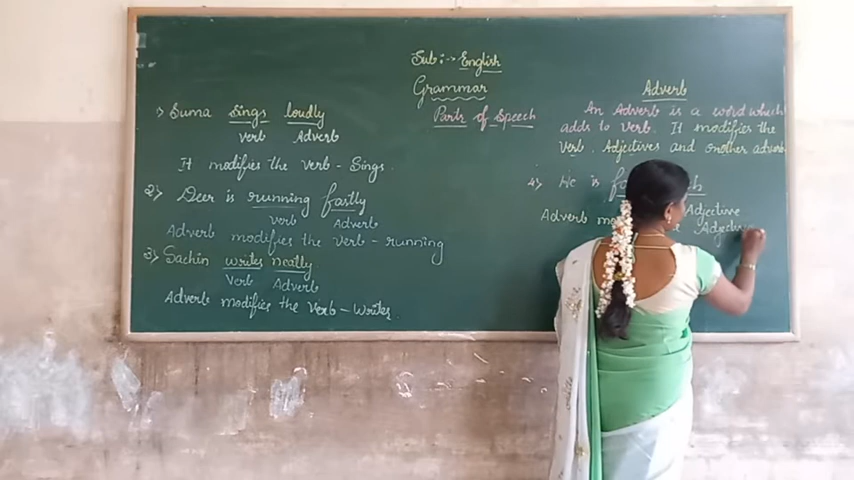 Sub:- English
Grammar
Parts of Speech
1) Suma sings loudly
verb Adverb
It modifies the verb - Sings.
2) Deer is running fastly
verb Adverb
Adverb modifies the verb - running
3) Sachin writes neatly
Verb Adverb
Adverb modifies the verb - Writes.
Adverb
An Adverb is a word which
adds to verb. It modifies the
verb, Adjectives and another adverb
4) He is
Adjective
Adverb